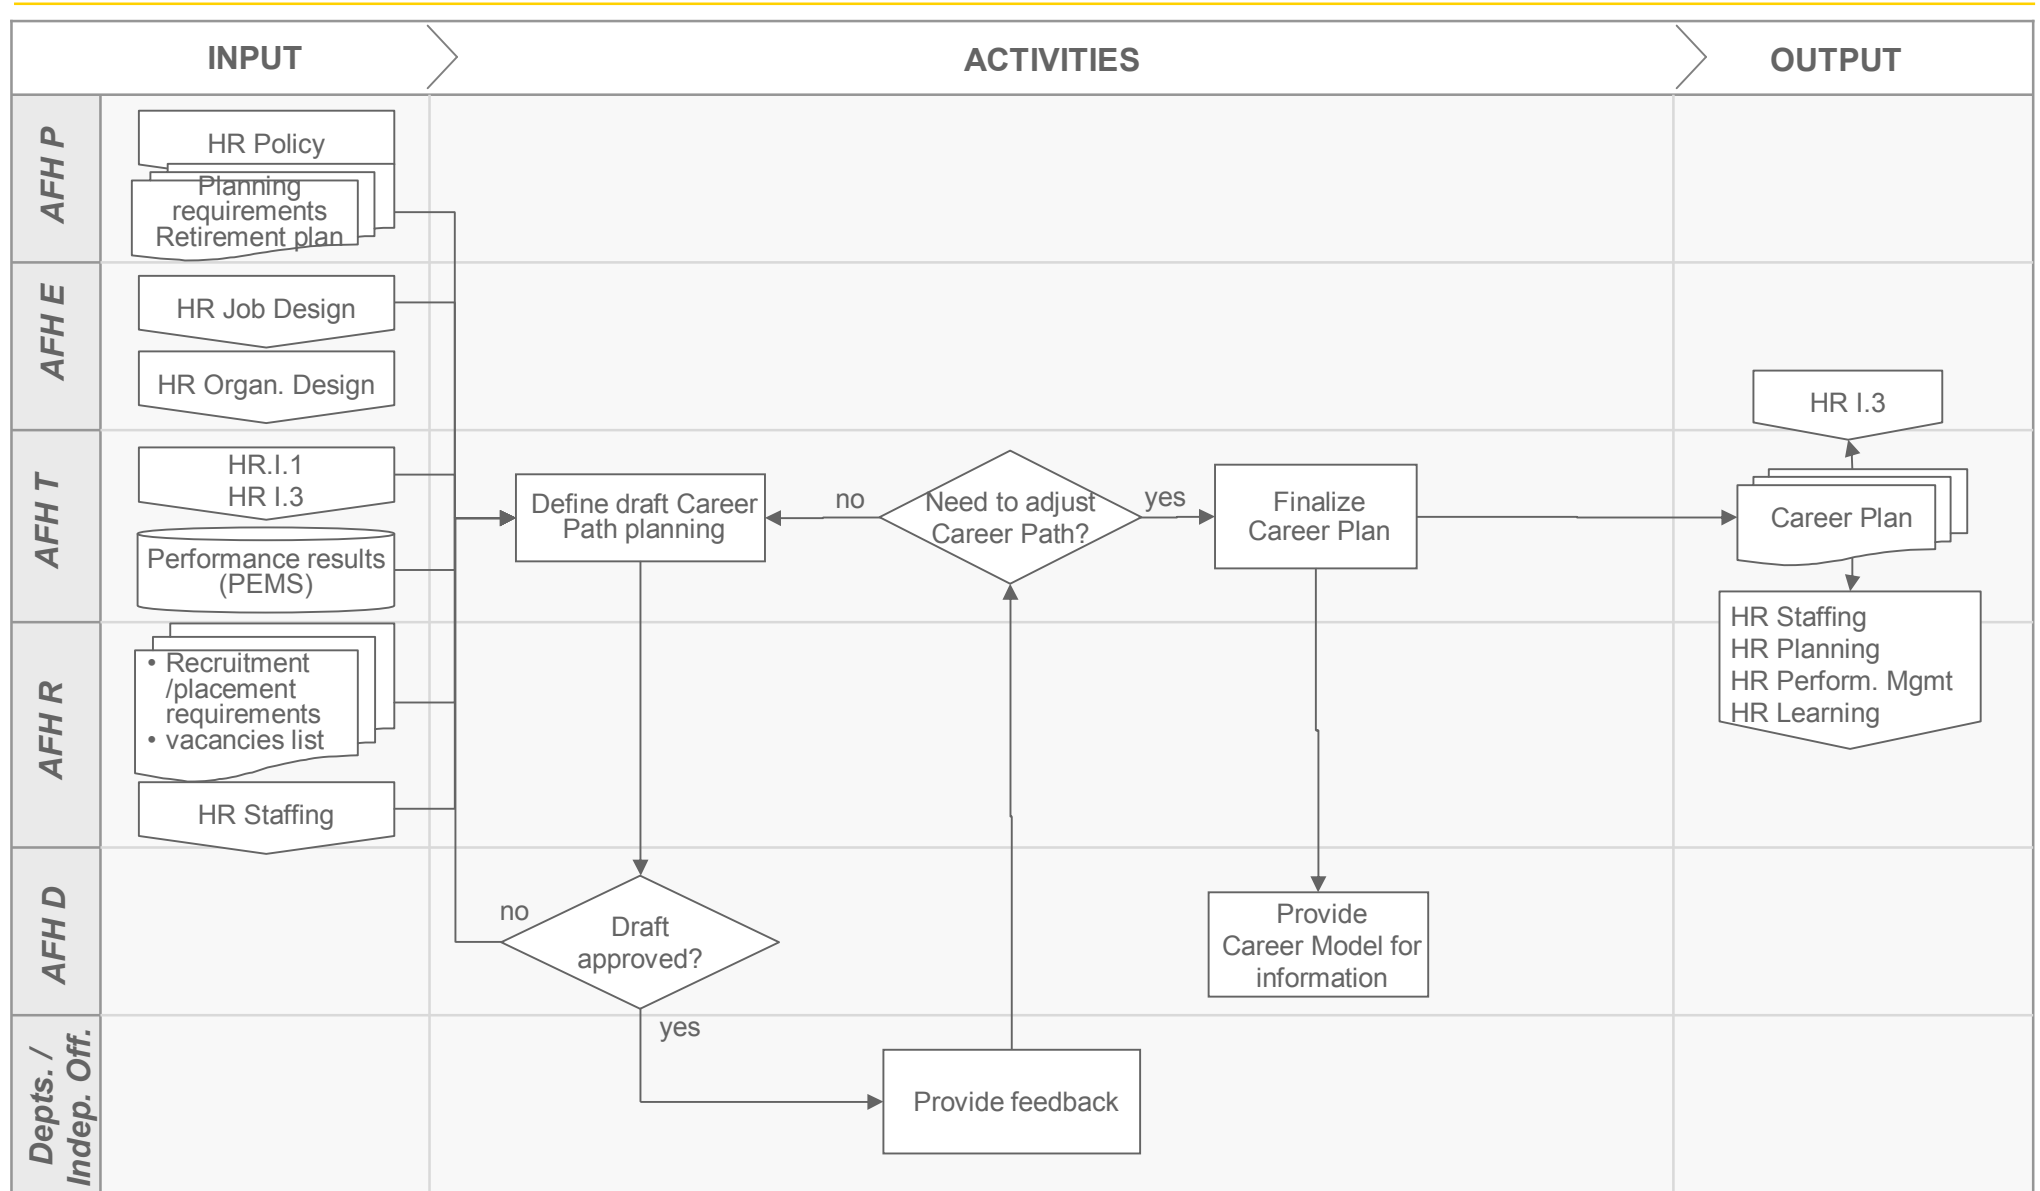 INPUT
ACTIVITIES
OUTPUT
AFH P
HR Policy
Planning
requirements
Retirement plan
AFH E
HR Job Design
HR Organ. Design
HR I.3
AFH T
HR.I.1
HR I.3
Performance results
(PEMS)
Define draft Career
Path planning
no
Need to adjust
Career Path?
yes
Finalize
Career Plan
Career Plan
HR Staffing
HR Planning
HR Perform. Mgmt
HR Learning
AFH R
• Recruitment
/placement
requirements
• vacancies list
HR Staffing
AFH D
no
Draft
approved?
yes
Provide
Career Model for
information
Depts. /
Indep. Off.
Provide feedback